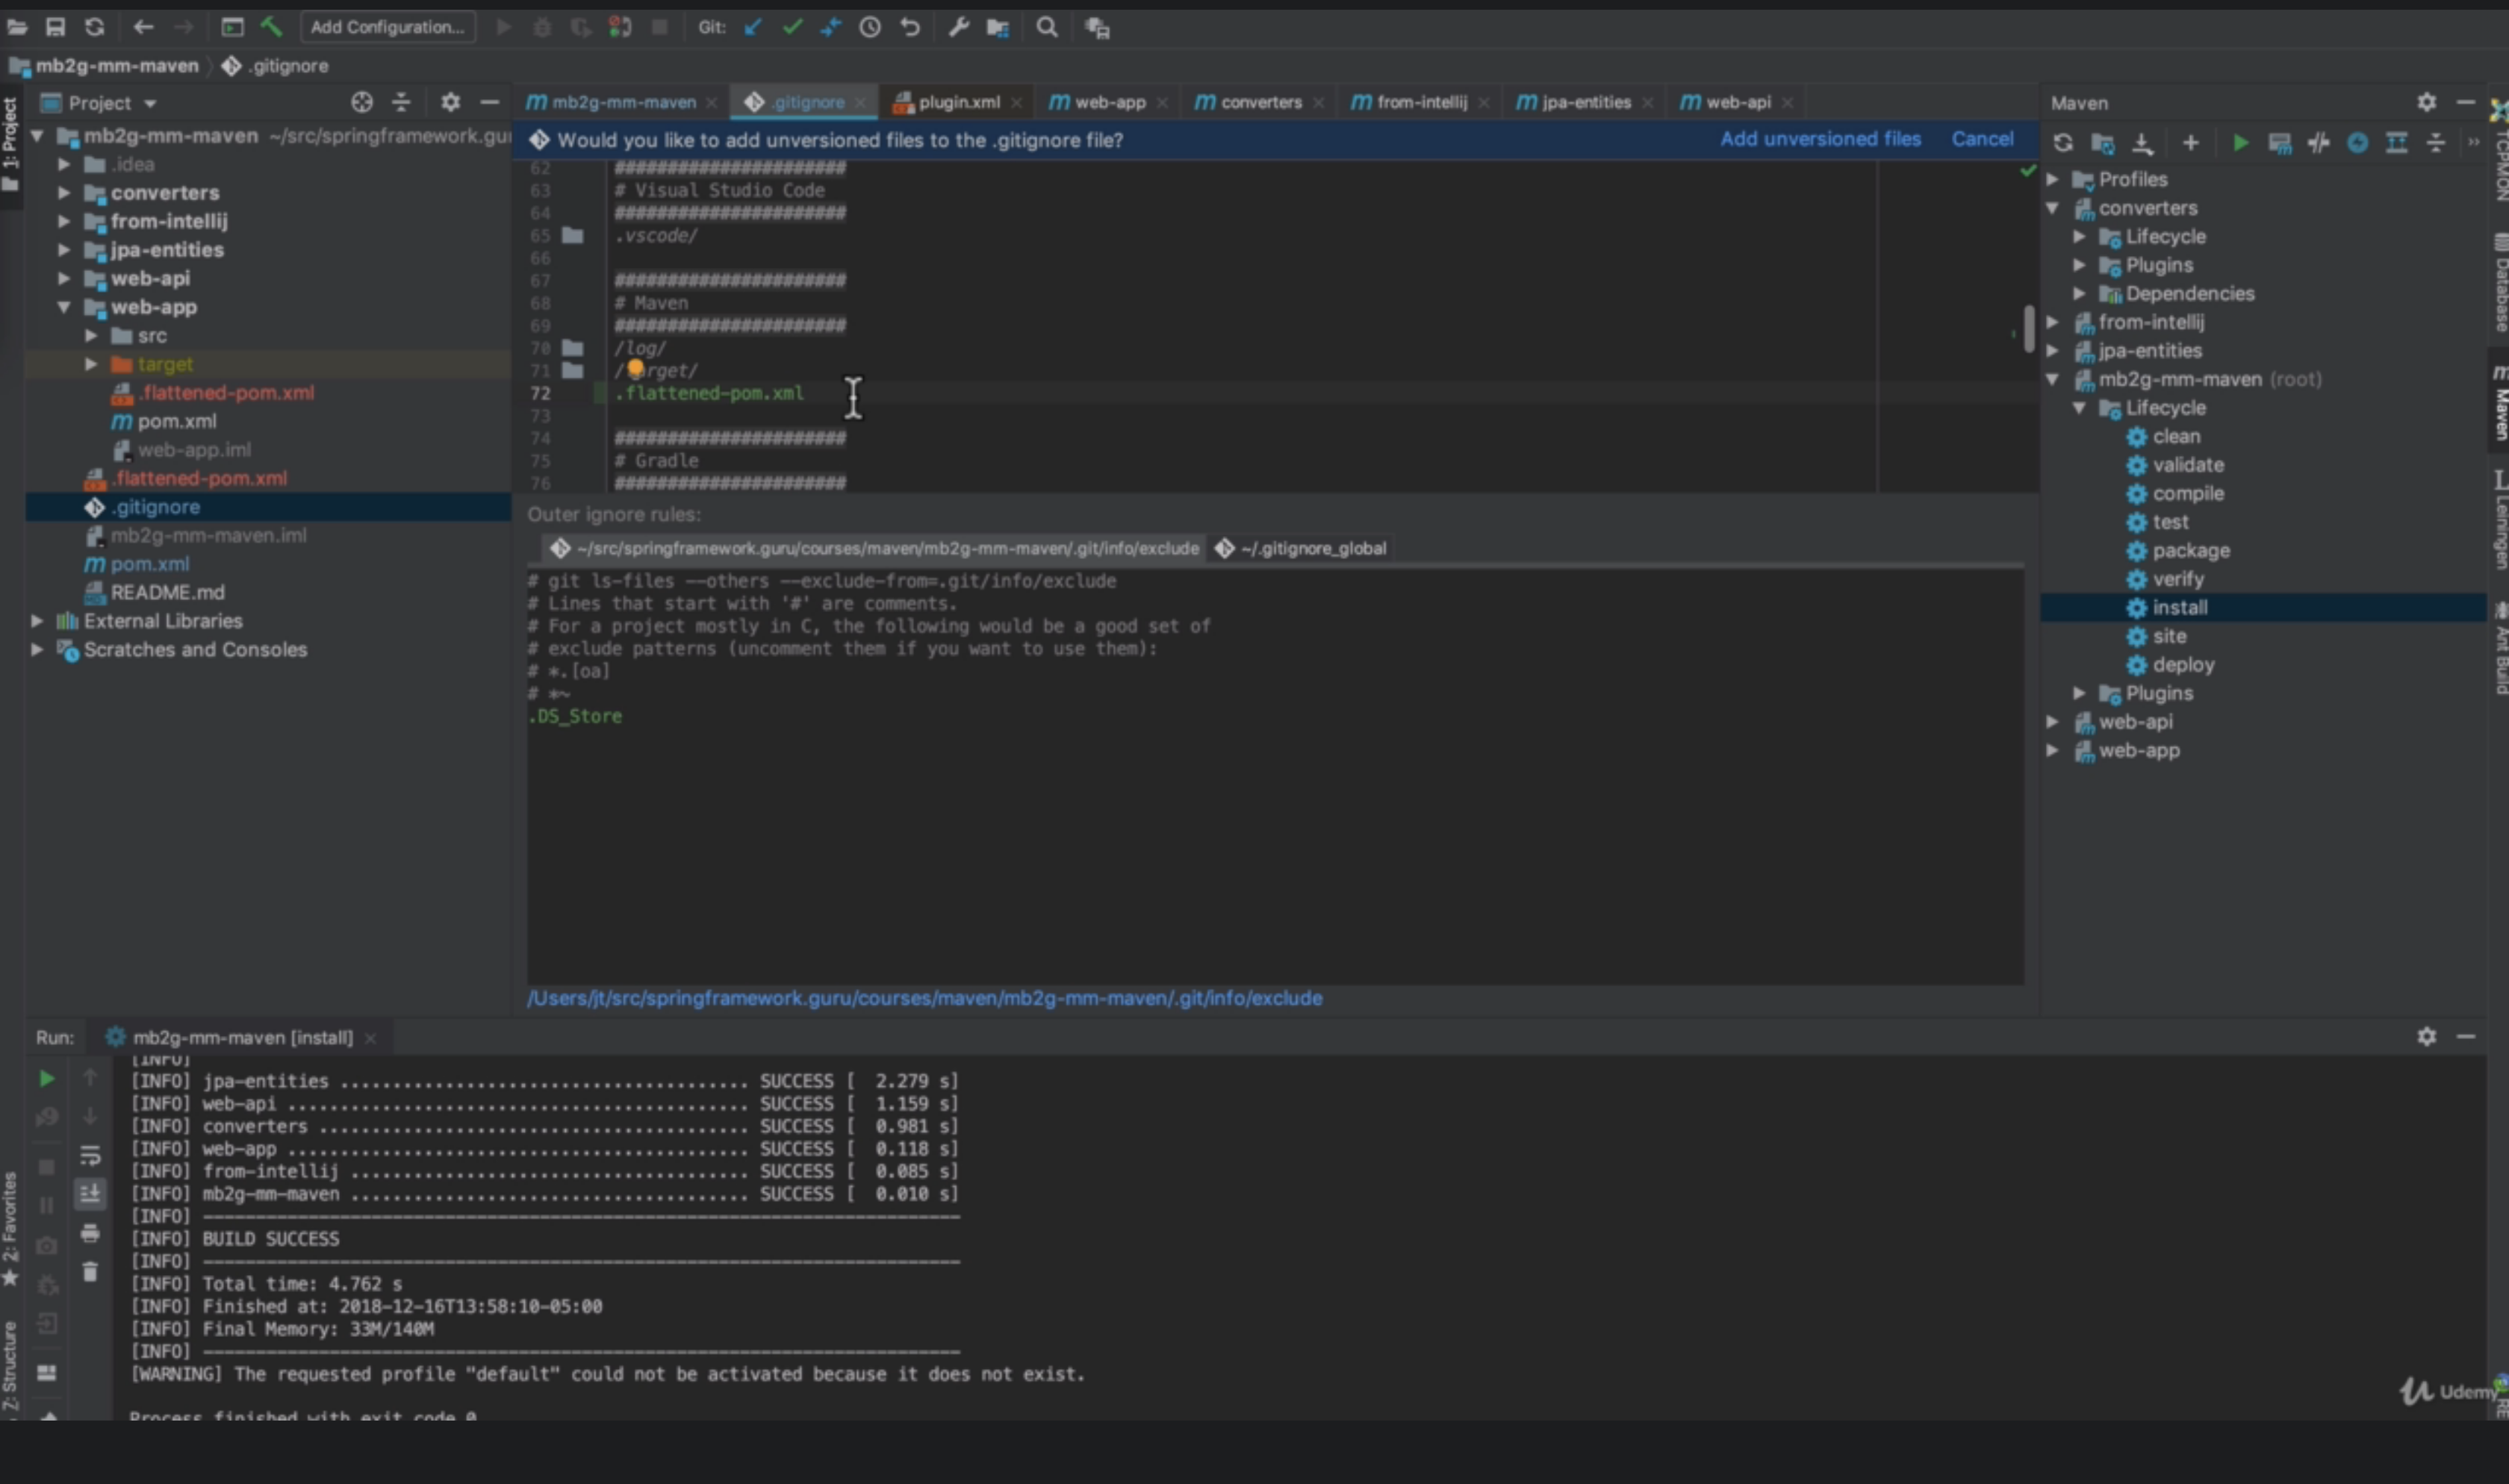 Add Configuration...
Git:
mb2g-mm-maven
.gitignore
1: Project
Project
mb2g-mm-maven ~/src/springframework.gu
.idea
converters
from-intellij
jpa-entities
web-api
web-app
src
target
.flattened-pom.xml
pom.xml
web-app.iml
.flattened-pom.xml
.gitignore
mb2g-mm-maven.iml
pom.xml
README.md
External Libraries
Scratches and Consoles
mb2g-mm-maven
.gitignore
plugin.xml
web-app
converters
from-intellij
jpa-entities
web-api
Would you like to add unversioned files to the .gitignore file?
Add unversioned files
Cancel
62 ######################
63 # Visual Studio Code
64 ######################
65 .vscode/
66
67 ######################
68 # Maven
69 ######################
70 /log/
71 /target/
72 .flattened-pom.xml
73
74 ######################
75 # Gradle
76 ######################
Outer ignore rules:
~/src/springframework.guru/courses/maven/mb2g-mm-maven/.git/info/exclude
~/.gitignore_global
# git ls-files --others --exclude-from=.git/info/exclude
# Lines that start with '#' are comments.
# For a project mostly in C, the following would be a good set of
# exclude patterns (uncomment them if you want to use them):
# *.[oa]
# *~
.DS_Store
/Users/jt/src/springframework.guru/courses/maven/mb2g-mm-maven/.git/info/exclude
Maven
Profiles
converters
Lifecycle
Plugins
Dependencies
from-intellij
jpa-entities
mb2g-mm-maven (root)
Lifecycle
clean
validate
compile
test
package
verify
install
site
deploy
Plugins
web-api
web-app
TCPMON
Database
Maven
Leiningen
Ant Build
Run:
mb2g-mm-maven [install]
[INFO]
[INFO] jpa-entities ....................................... SUCCESS [ 2.279 s]
[INFO] web-api ............................................ SUCCESS [ 1.159 s]
[INFO] converters ......................................... SUCCESS [ 0.981 s]
[INFO] web-app ............................................ SUCCESS [ 0.118 s]
[INFO] from-intellij ...................................... SUCCESS [ 0.085 s]
[INFO] mb2g-mm-maven ...................................... SUCCESS [ 0.010 s]
[INFO] ------------------------------------------------------------------------
[INFO] BUILD SUCCESS
[INFO] ------------------------------------------------------------------------
[INFO] Total time: 4.762 s
[INFO] Finished at: 2018-12-16T13:58:10-05:00
[INFO] Final Memory: 33M/140M
[INFO] ------------------------------------------------------------------------
[WARNING] The requested profile "default" could not be activated because it does not exist.
Process finished with exit code 0
2: Favorites
Z: Structure
Udemy